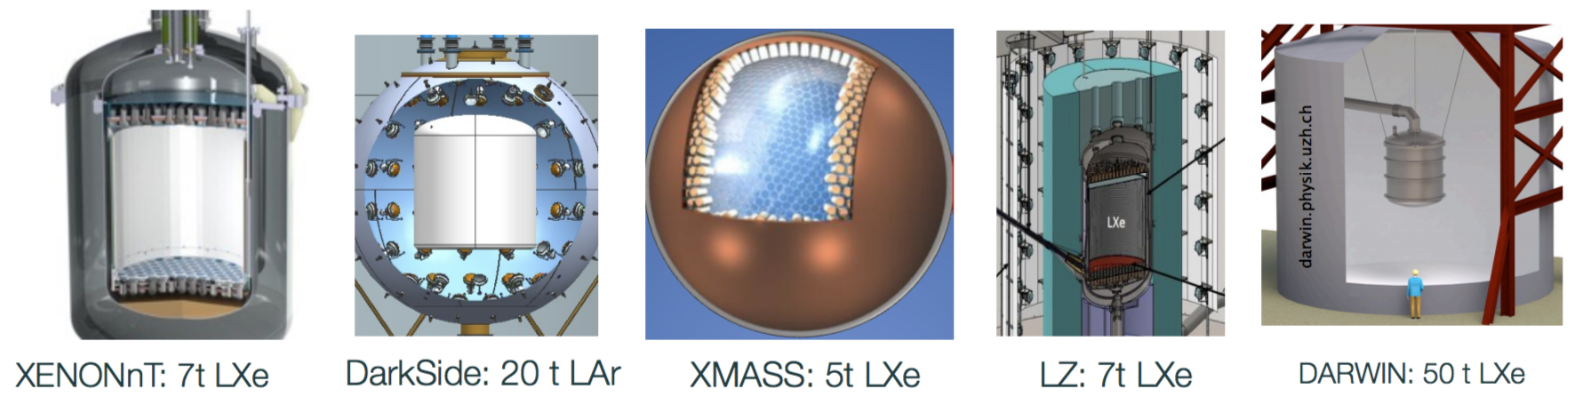 darwin.physik.uzh.ch
LXe
XENONnT: 7t LXe
DarkSide: 20 t LAr
XMASS: 5t LXe
LZ: 7t LXe
DARWIN: 50 t LXe